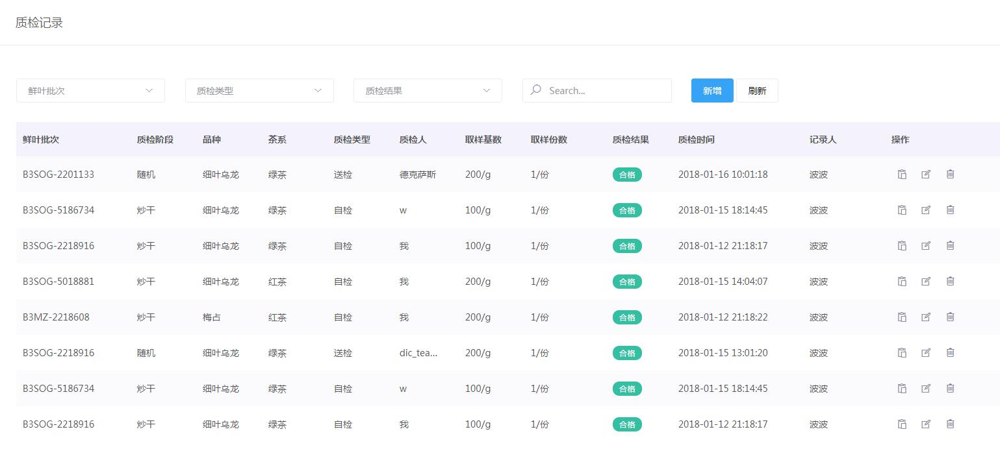 质检记录
鲜叶批次 质检类型 质检结果 Search... 新增 刷新
鲜叶批次 质检阶段 品种 茶系 质检类型 质检人 取样基数 取样份数 质检结果 质检时间 记录人 操作
B3SOG-2201133 随机 细叶乌龙 绿茶 送检 德克萨斯 200/g 1/份 合格 2018-01-16 10:01:18 波波
B3SOG-5186734 炒干 细叶乌龙 绿茶 自检 w 100/g 1/份 合格 2018-01-15 18:14:45 波波
B3SOG-2218916 炒干 细叶乌龙 绿茶 自检 我 100/g 1/份 合格 2018-01-12 21:18:17 波波
B3SOG-5018881 炒干 细叶乌龙 红茶 自检 我 200/g 1/份 合格 2018-01-15 14:04:07 波波
B3MZ-2218608 炒干 梅占 红茶 自检 我 200/g 1/份 合格 2018-01-12 21:18:22 波波
B3SOG-2218916 随机 细叶乌龙 绿茶 送检 dic_tea... 200/g 1/份 合格 2018-01-15 13:01:20 波波
B3SOG-5186734 炒干 细叶乌龙 绿茶 自检 w 100/g 1/份 合格 2018-01-15 18:14:45 波波
B3SOG-2218916 炒干 细叶乌龙 绿茶 自检 我 100/g 1/份 合格 2018-01-12 21:18:17 波波